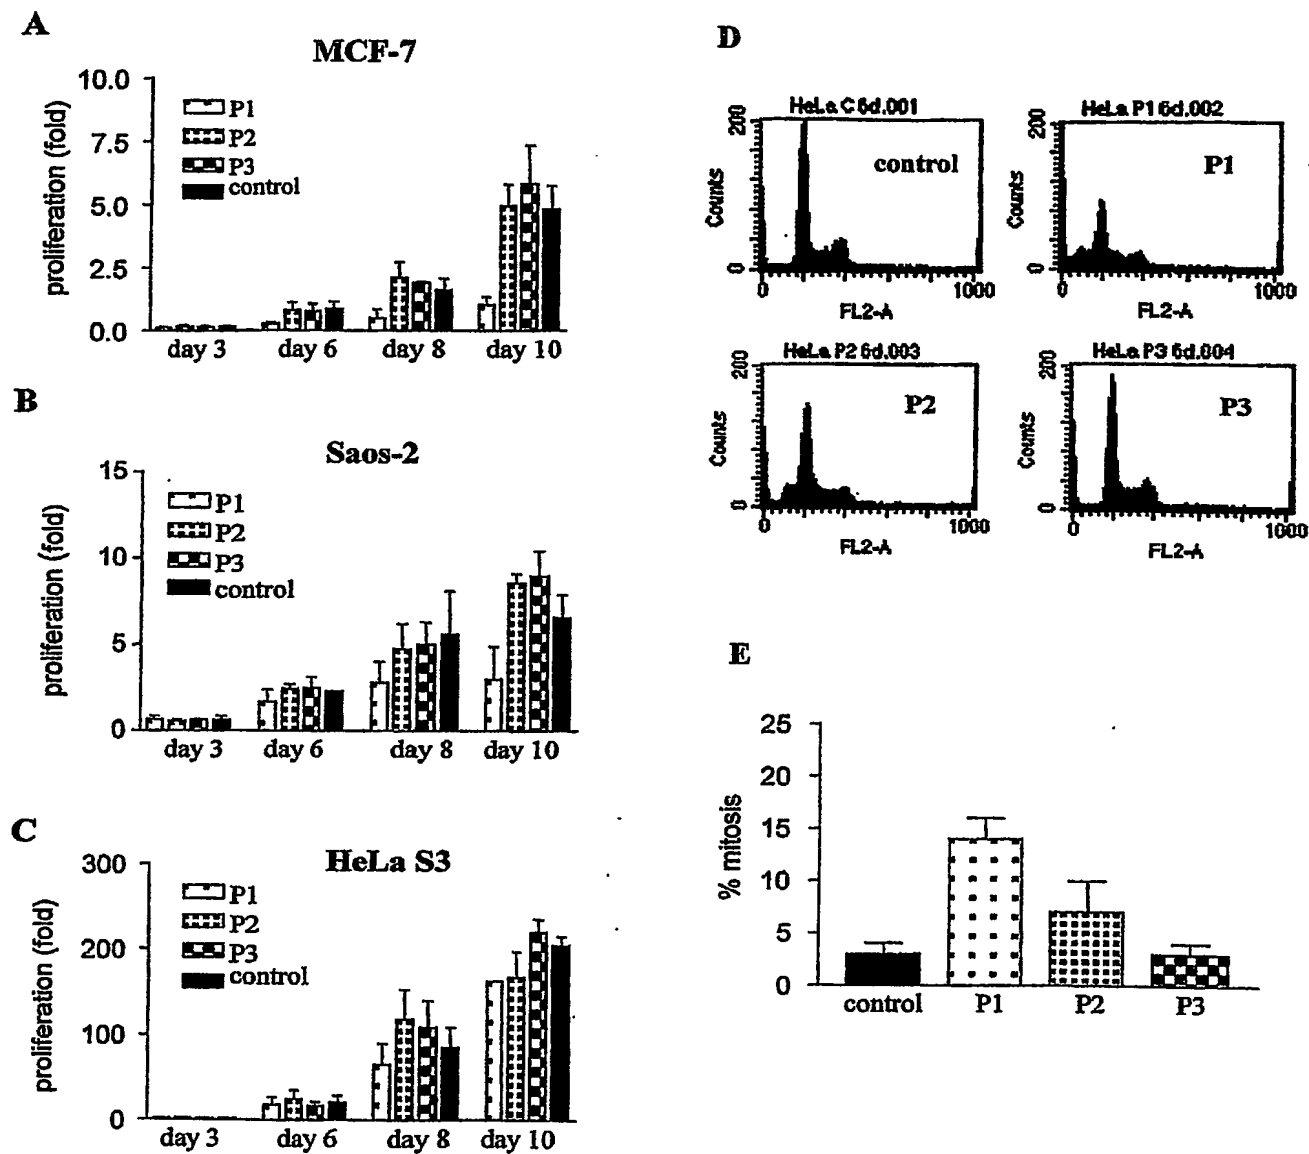 A
MCF-7
proliferation (fold)
10.0
7.5
5.0
2.5
0.0
P1
P2
P3
control
day 3
day 6
day 8
day 10
B
Saos-2
proliferation (fold)
15
10
5
0
P1
P2
P3
control
day 3
day 6
day 8
day 10
C
HeLa S3
proliferation (fold)
300
200
100
0
P1
P2
P3
control
day 3
day 6
day 8
day 10
D
HeLa C 6d.001
control
Counts
200
0
0
1000
FL2-A
HeLa P1 6d.002
P1
Counts
200
0
0
1000
FL2-A
HeLa P2 6d.003
P2
Counts
200
0
0
1000
FL2-A
HeLa P3 6d.004
P3
Counts
200
0
0
1000
FL2-A
E
% mitosis
25
20
15
10
5
0
control
P1
P2
P3